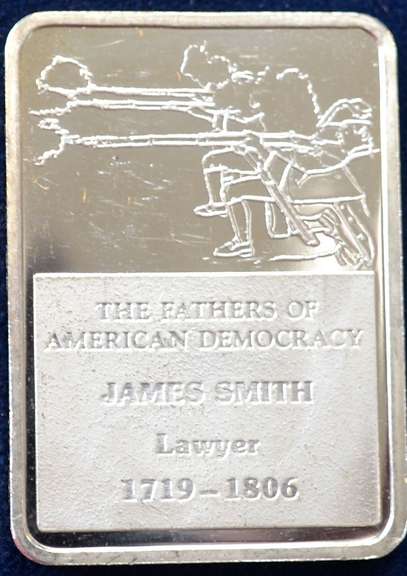 THE FATHERS OF
AMERICAN DEMOCRACY
JAMES SMITH
Lawyer
1719-1806